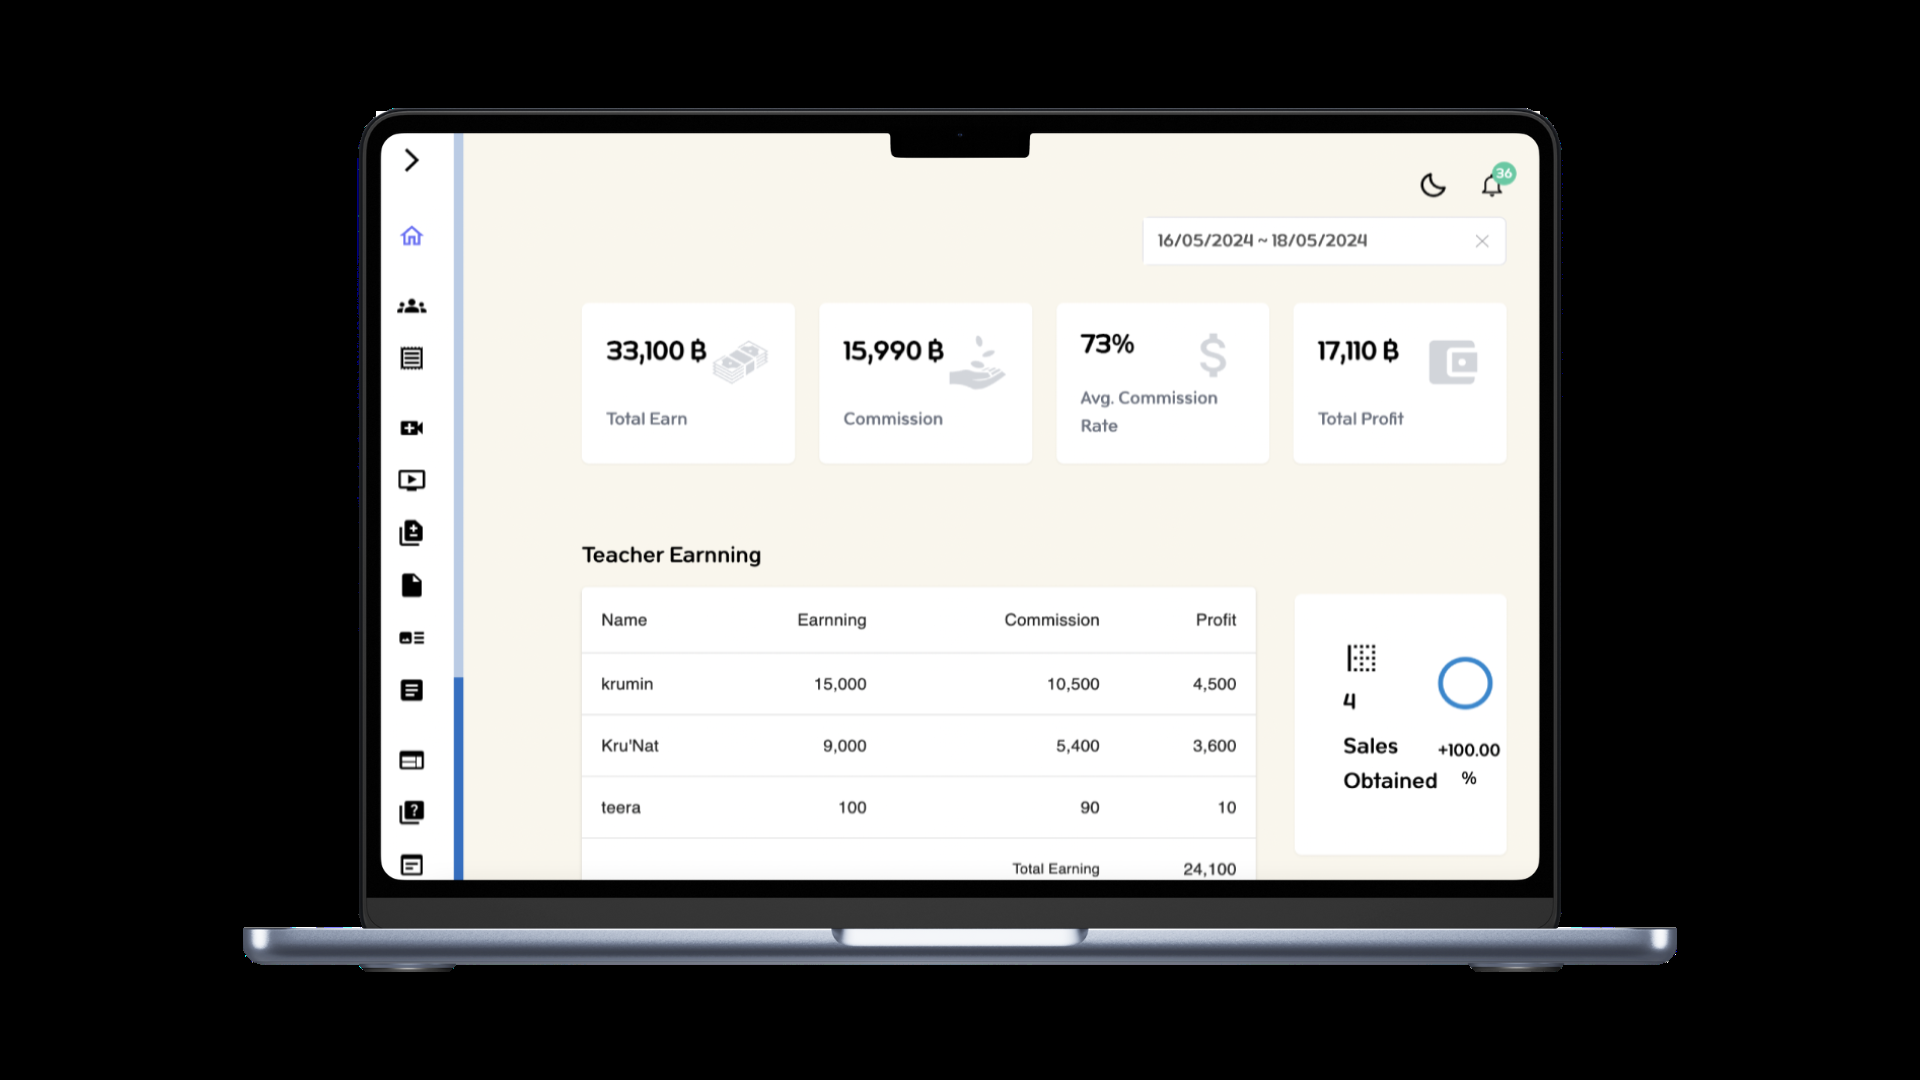 36
16/05/2024 ~ 18/05/2024
33,100 ฿
Total Earn
15,990 ฿
Commission
73%
Avg. Commission
Rate
17,110 ฿
Total Profit
Teacher Earnning
Name Earnning Commission Profit
krumin 15,000 10,500 4,500
Kru'Nat 9,000 5,400 3,600
teera 100 90 10
Total Earning 24,100
4
Sales
Obtained
+100.00
%